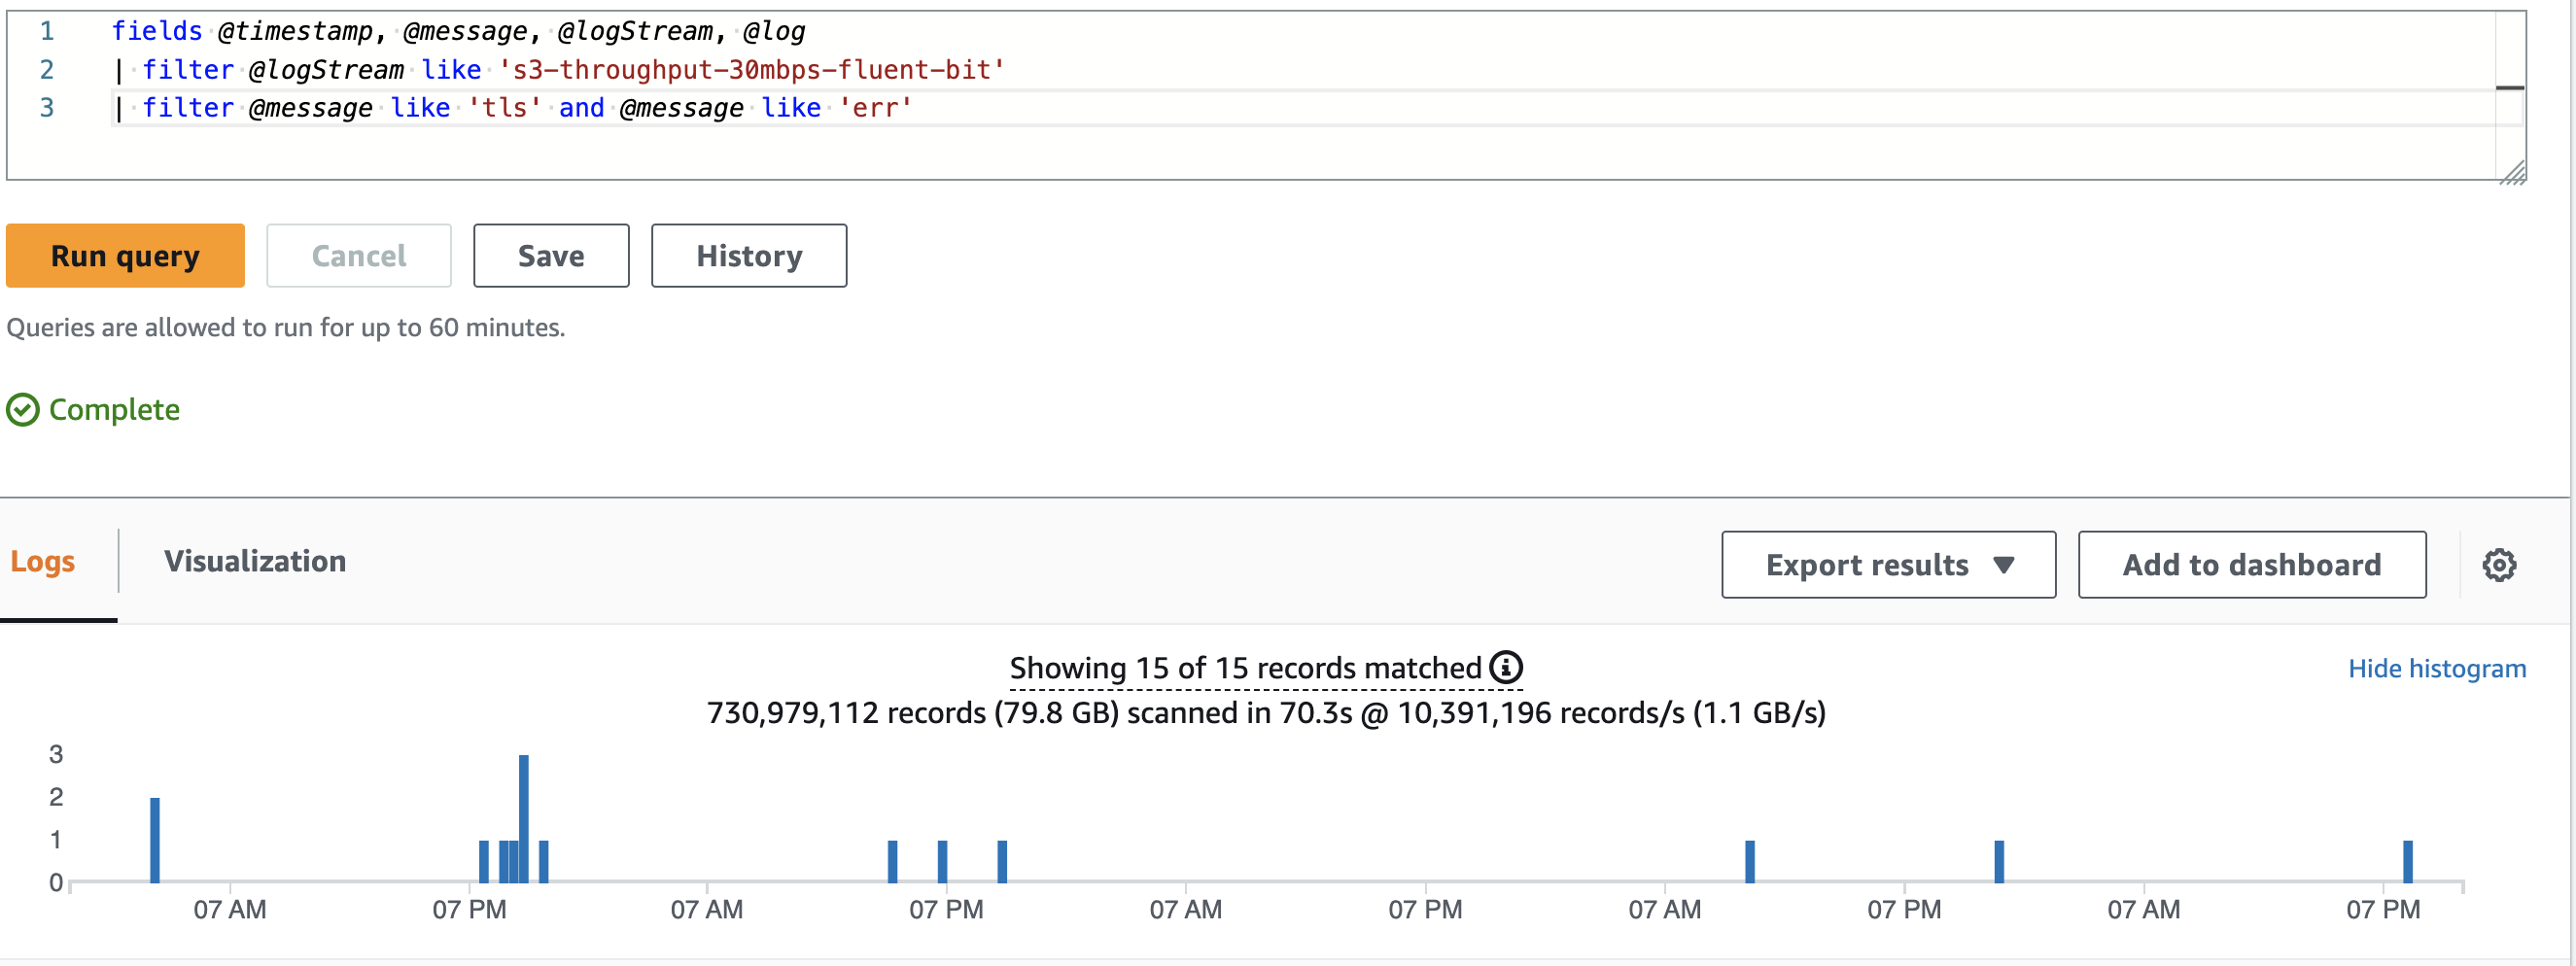 1 fields @timestamp, @message, @logStream, @log
2 | filter @logStream like 's3-throughput-30mbps-fluent-bit'
3 | filter @message like 'tls' and @message like 'err'
Run query Cancel Save History
Queries are allowed to run for up to 60 minutes.
Complete
Logs Visualization Export results Add to dashboard
Showing 15 of 15 records matched
Hide histogram
730,979,112 records (79.8 GB) scanned in 70.3s @ 10,391,196 records/s (1.1 GB/s)
3
2
1
0
07 AM 07 PM 07 AM 07 PM 07 AM 07 PM 07 AM 07 PM 07 AM 07 PM